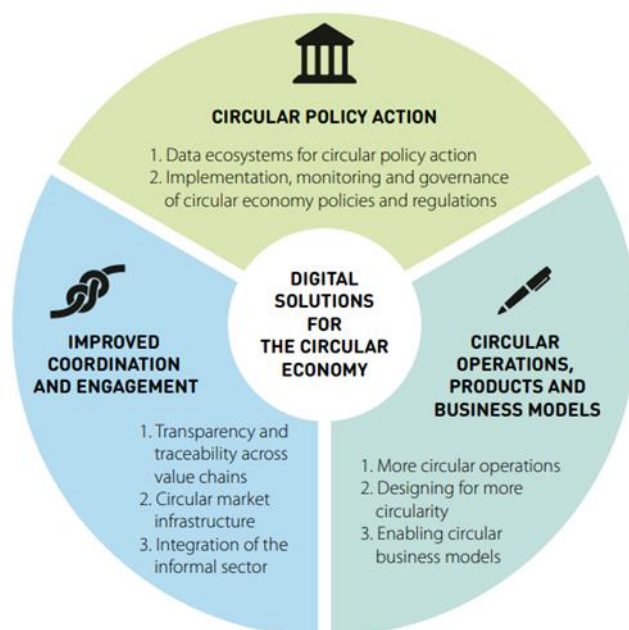 CIRCULAR POLICY ACTION
1. Data ecosystems for circular policy action
2. Implementation, monitoring and governance
of circular economy policies and regulations
DIGITAL
SOLUTIONS
FOR
THE CIRCULAR
ECONOMY
IMPROVED
COORDINATION
AND ENGAGEMENT
1. Transparency and
traceability across
value chains
2. Circular market
infrastructure
3. Integration of the
informal sector
CIRCULAR
OPERATIONS,
PRODUCTS AND
BUSINESS MODELS
1. More circular operations
2. Designing for more
circularity
3. Enabling circular
business models